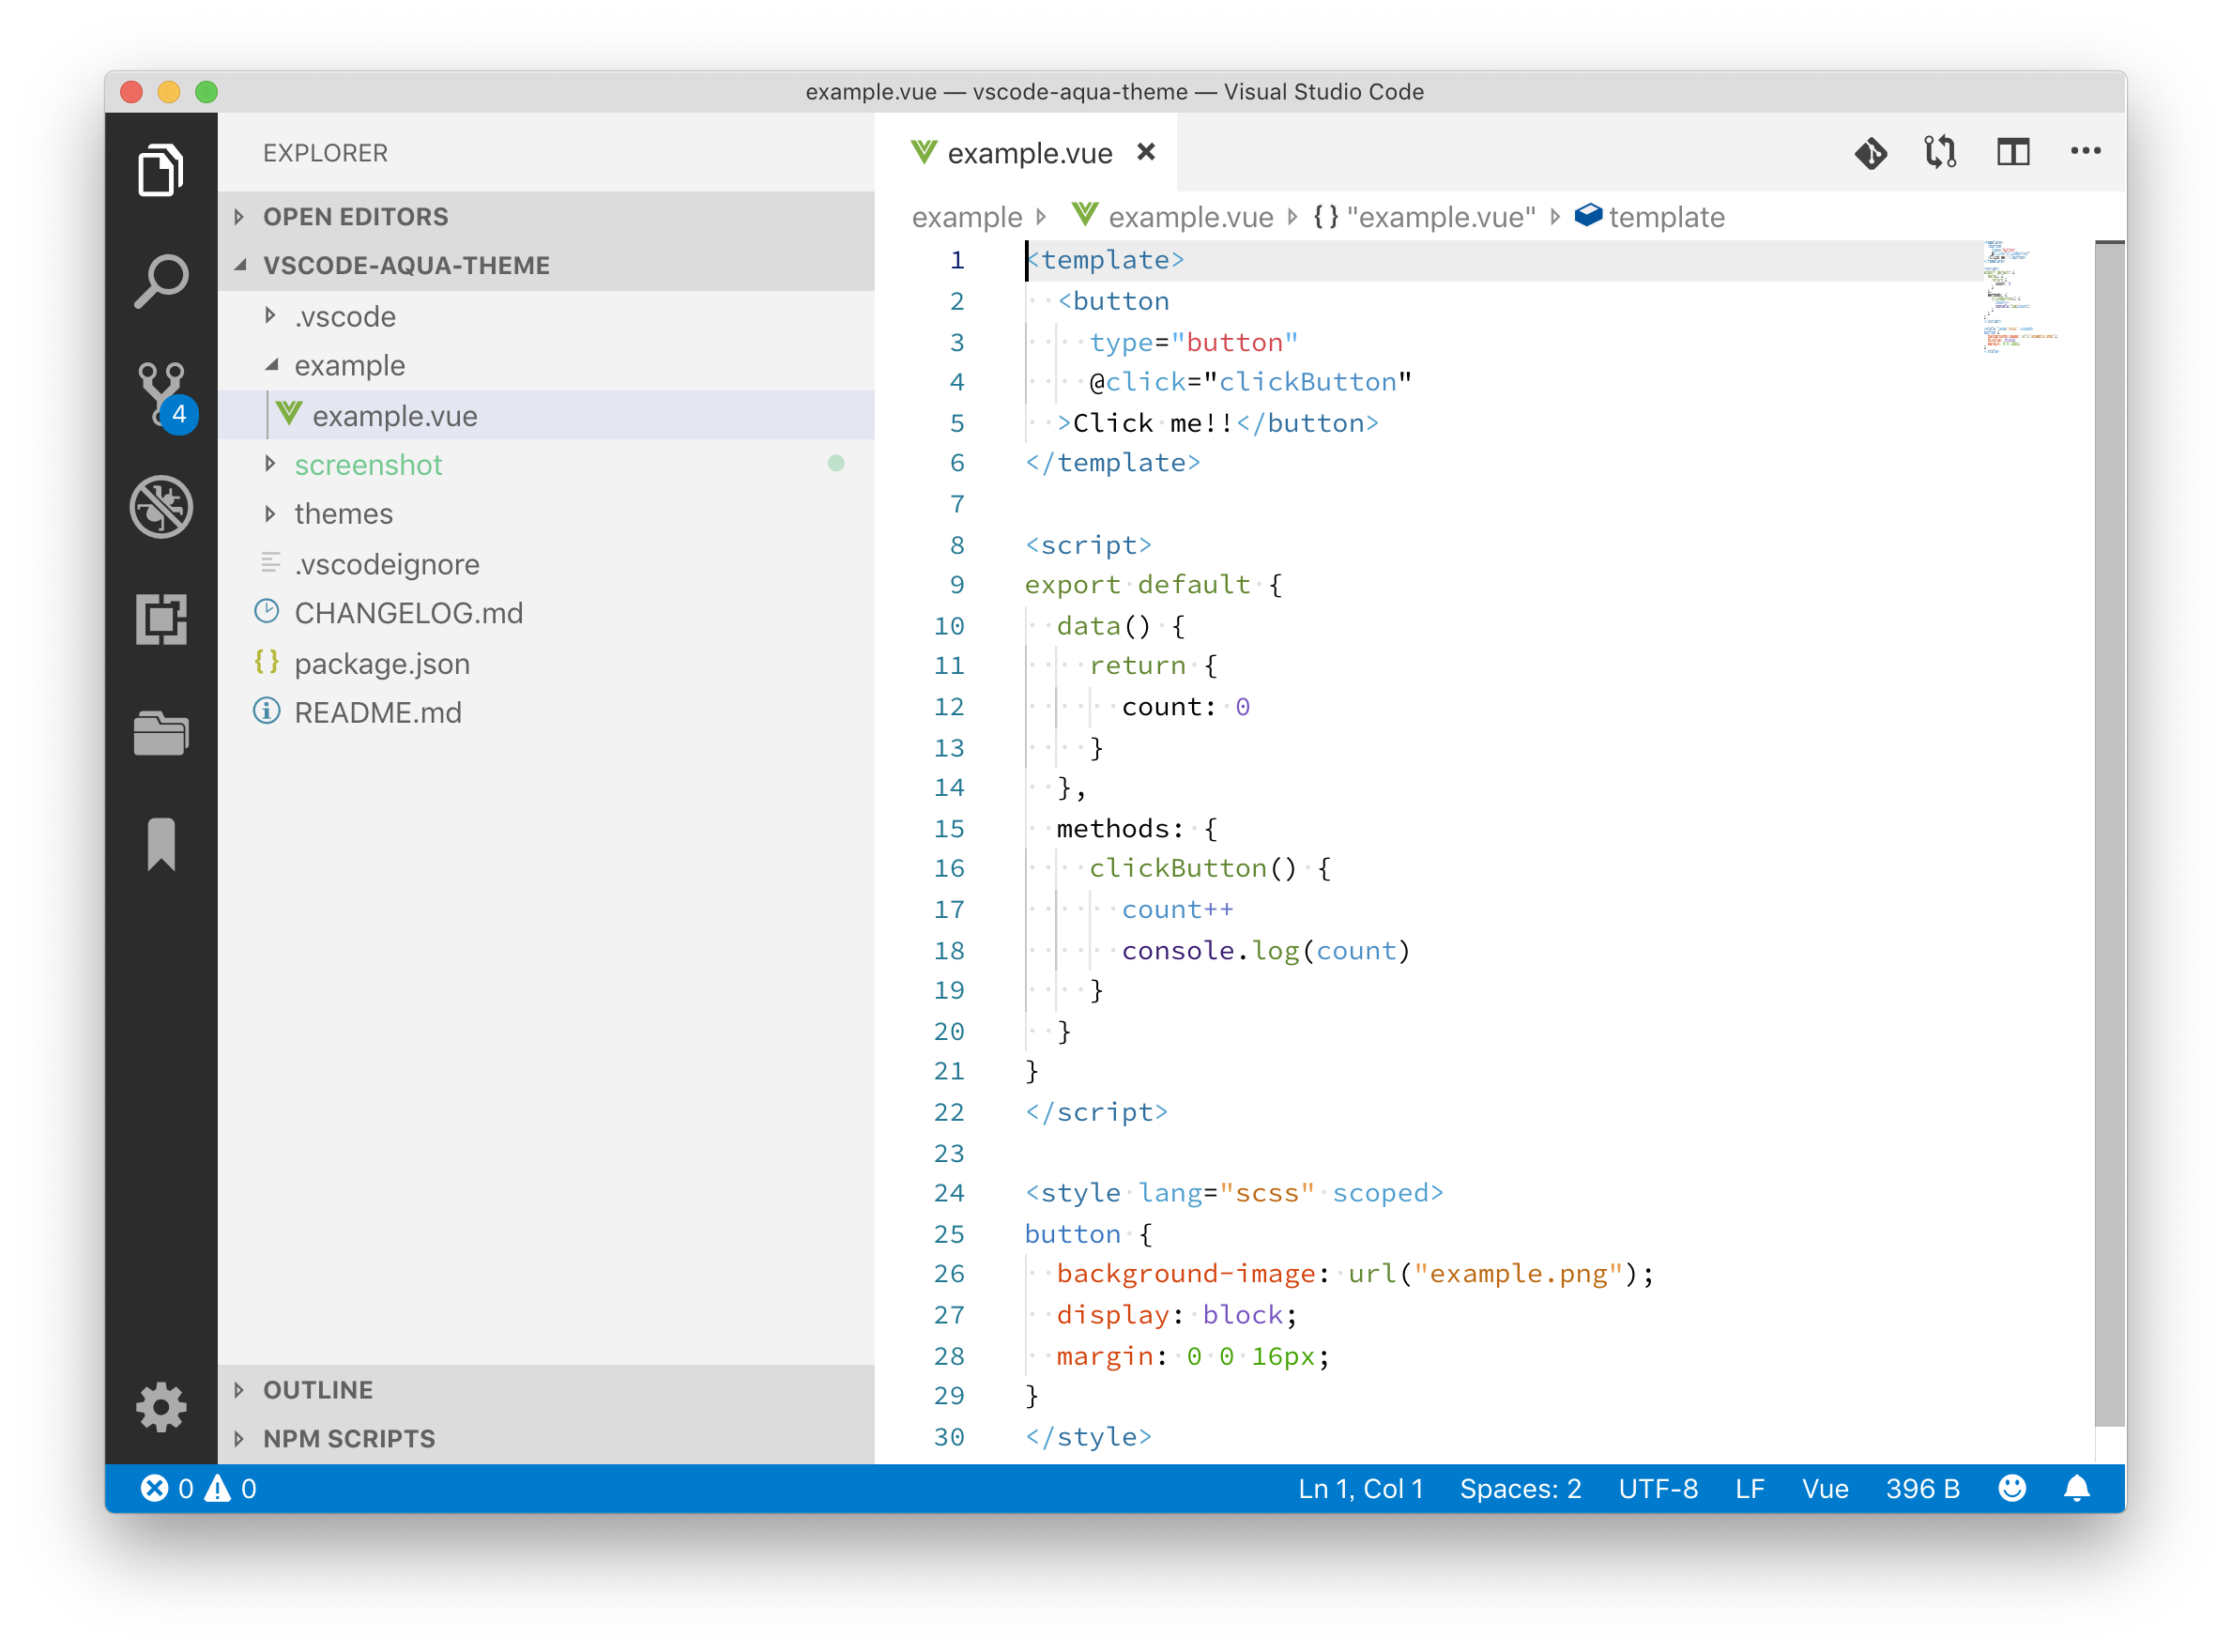 example.vue — vscode-aqua-theme — Visual Studio Code
EXPLORER
OPEN EDITORS
VSCODE-AQUA-THEME
.vscode
example
example.vue
screenshot
themes
.vscodeignore
CHANGELOG.md
{} package.json
README.md
OUTLINE
NPM SCRIPTS
4
example.vue ×
example example.vue {} "example.vue" template
1 <template>
2 <button
3 type="button"
4 @click="clickButton"
5 >Click me!!</button>
6 </template>
7
8 <script>
9 export default {
10 data() {
11 return {
12 count: 0
13 }
14 },
15 methods: {
16 clickButton() {
17 count++
18 console.log(count)
19 }
20 }
21 }
22 </script>
23
24 <style lang="scss" scoped>
25 button {
26 background-image: url("example.png");
27 display: block;
28 margin: 0 0 16px;
29 }
30 </style>
0 0 Ln 1, Col 1 Spaces: 2 UTF-8 LF Vue 396 B